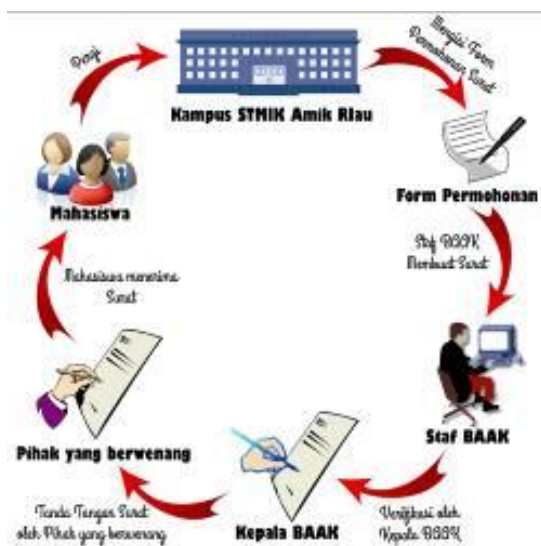 Pergi
Kampus STMIK Amik RIau
Mengisi Form
Permohonan Surat
Form Permohonan
Staf BAAK
Membuat Surat
Staf BAAK
Verifikasi oleh
Kepala BAAK
Kepala BAAK
Tanda Tangan Surat
oleh Pihak yang berwenang
Pihak yang berwenang
Mahasiswa menerima
Surat
Mahasiswa